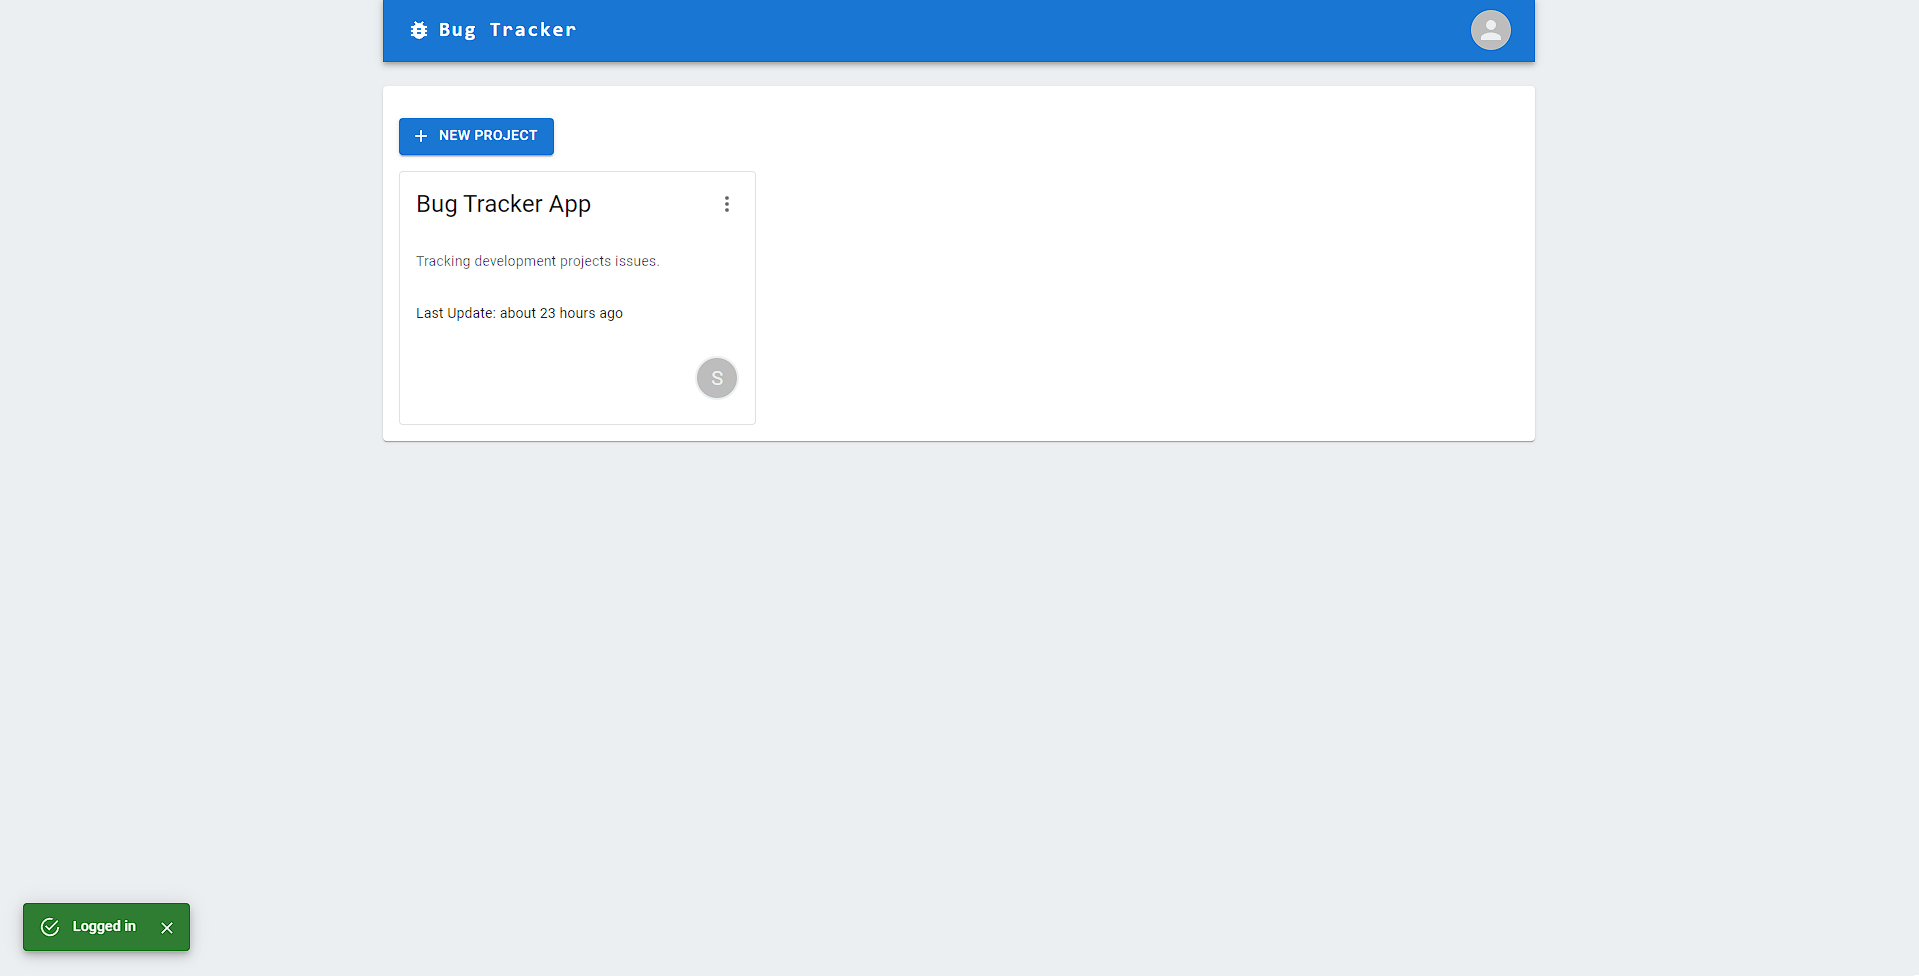 Bug Tracker
NEW PROJECT
Bug Tracker App
Tracking development projects issues.
Last Update: about 23 hours ago
S
Logged in